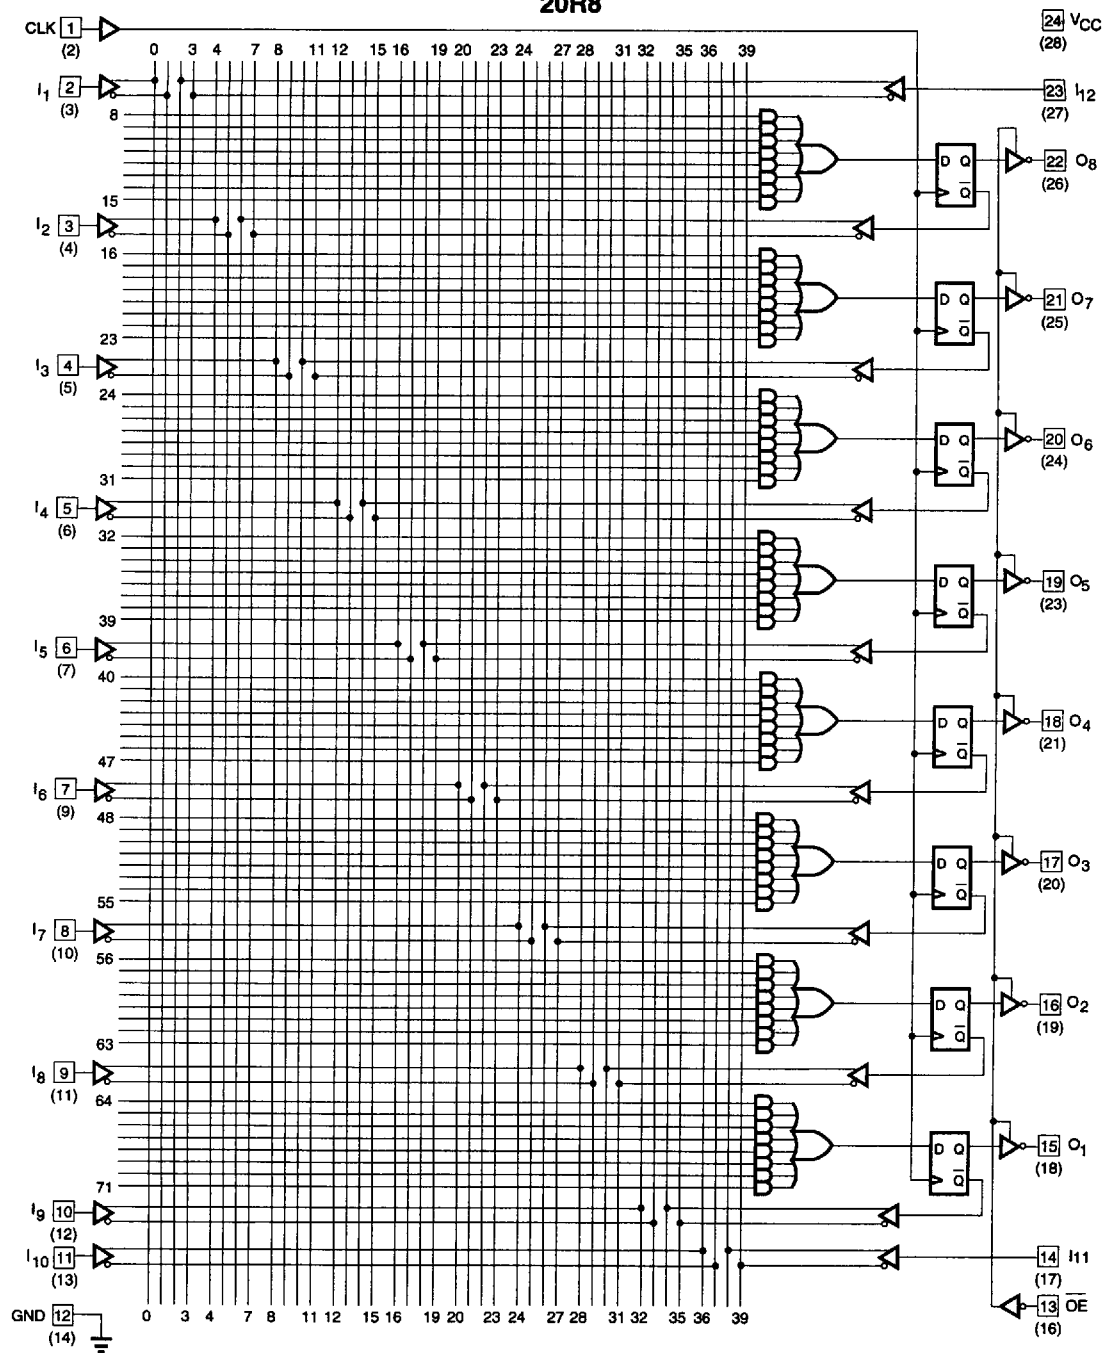 20R8
CLK 1 (2)
24 VCC (28)
0 3 4 7 8 11 12 15 16 19 20 23 24 27 28 31 32 35 36 39
I1 2 (3)
23 I12 (27)
8
D Q Q
22 O8 (26)
15
I2 3 (4)
16
D Q Q
21 O7 (25)
23
I3 4 (5)
24
D Q Q
20 O6 (24)
31
I4 5 (6)
32
D Q Q
19 O5 (23)
39
I5 6 (7)
40
D Q Q
18 O4 (21)
47
I6 7 (9)
48
D Q Q
17 O3 (20)
55
I7 8 (10)
56
D Q Q
16 O2 (19)
63
I8 9 (11)
64
D Q Q
15 O1 (18)
71
I9 10 (12)
I10 11 (13)
14 I11 (17)
GND 12 (14)
0 3 4 7 8 11 12 15 16 19 20 23 24 27 28 31 32 35 36 39
13 OE (16)